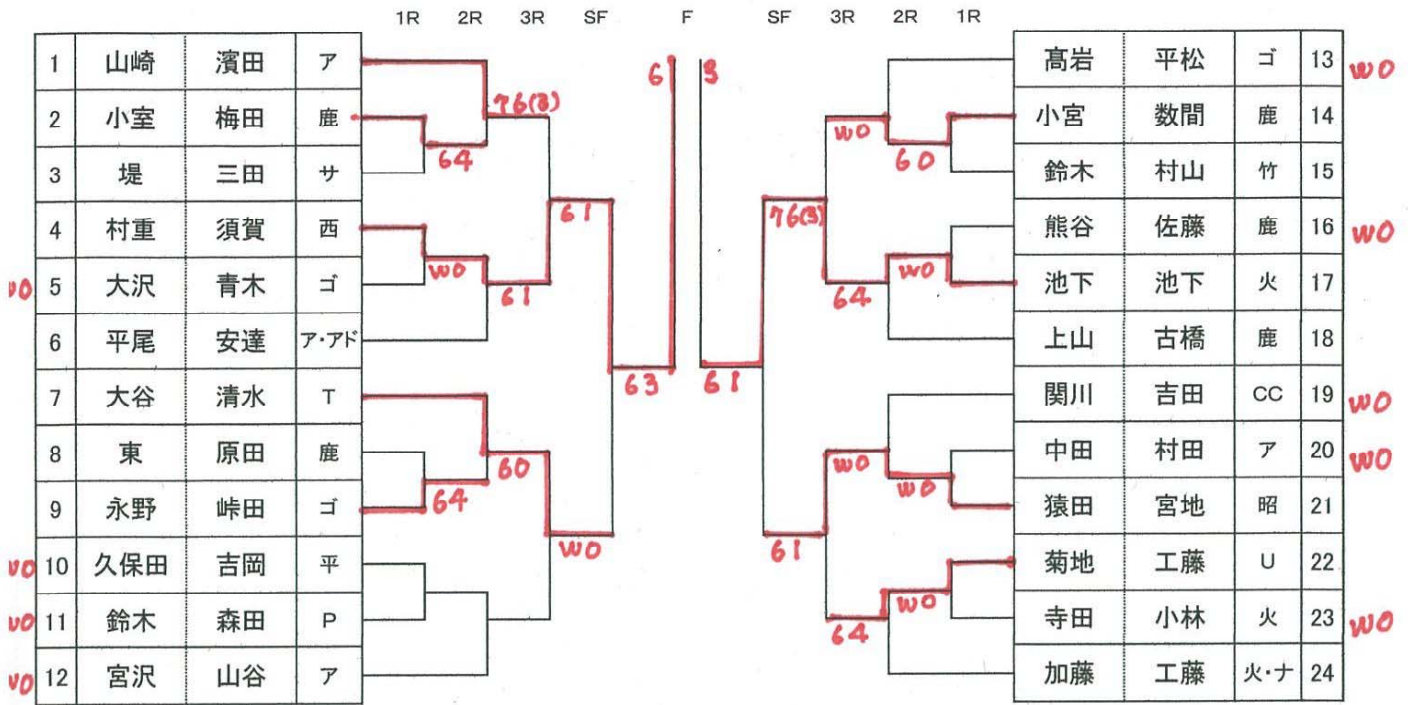 1R 2R 3R SF F SF 3R 2R 1R
1 山崎 濱田 ア
2 小室 梅田 鹿
3 堤 三田 サ
4 村重 須賀 西
5 大沢 青木 ゴ
6 平尾 安達 ア・アド
7 大谷 清水 T
8 東 原田 鹿
9 永野 峠田 ゴ
WO 10 久保田 吉岡 平
WO 11 鈴木 森田 P
WO 12 宮沢 山谷 ア
76(3)
64
61
WO
61
63
60
64
WO
6 3
61
髙岩 平松 ゴ 13 WO
小宮 数間 鹿 14
鈴木 村山 竹 15
熊谷 佐藤 鹿 16 WO
池下 池下 火 17
上山 古橋 鹿 18
関川 吉田 CC 19 WO
中田 村田 ア 20 WO
猿田 宮地 昭 21
菊地 工藤 U 22
寺田 小林 火 23 WO
加藤 工藤 火・ナ 24
WO
60
76(3)
WO
64
WO
WO
61
WO
64